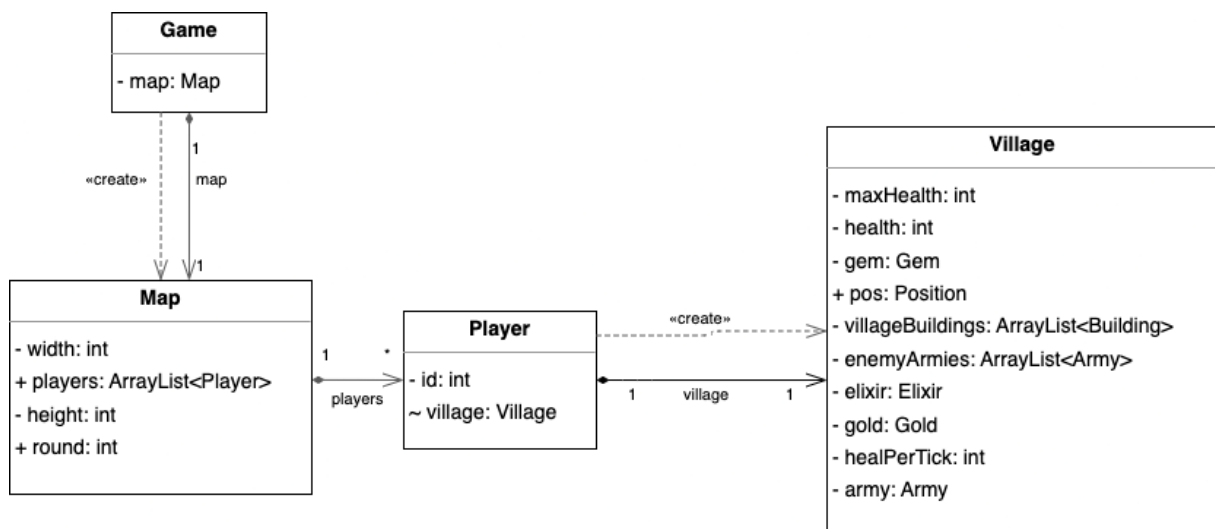 Game
- map: Map
«create»
1
map
1
Map
- width: int
+ players: ArrayList<Player>
- height: int
+ round: int
1
*
players
Player
- id: int
~ village: Village
«create»
1
village
1
Village
- maxHealth: int
- health: int
- gem: Gem
+ pos: Position
- villageBuildings: ArrayList<Building>
- enemyArmies: ArrayList<Army>
- elixir: Elixir
- gold: Gold
- healPerTick: int
- army: Army